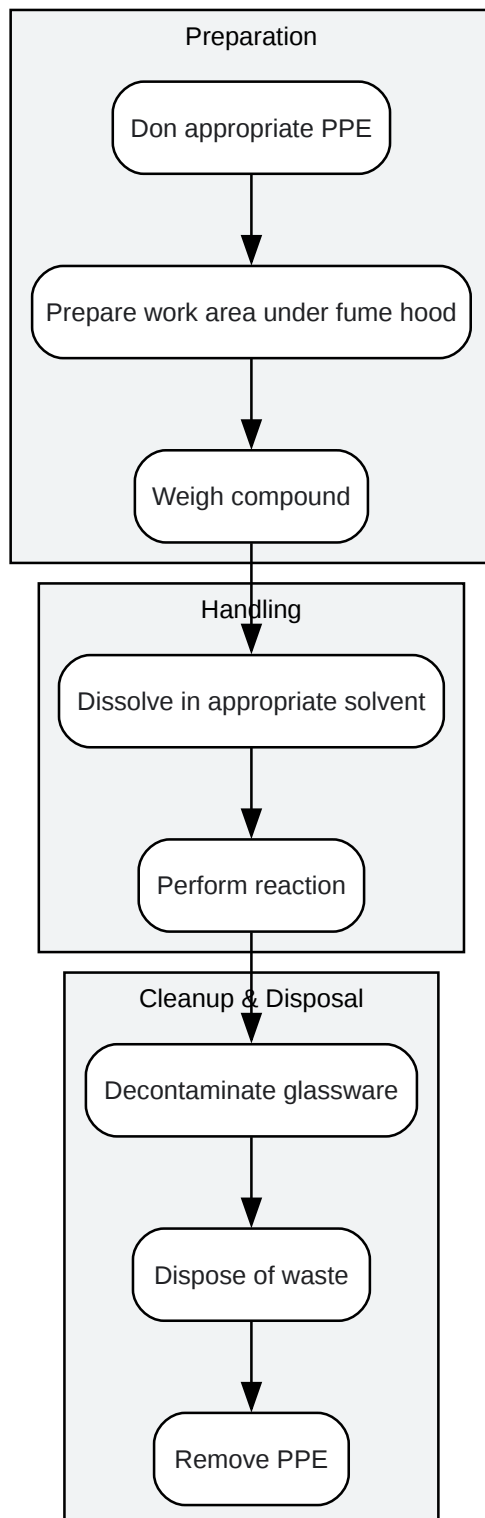 Preparation
Don appropriate PPE
Prepare work area under fume hood
Weigh compound
Handling
Dissolve in appropriate solvent
Perform reaction
Cleanup & Disposal
Decontaminate glassware
Dispose of waste
Remove PPE